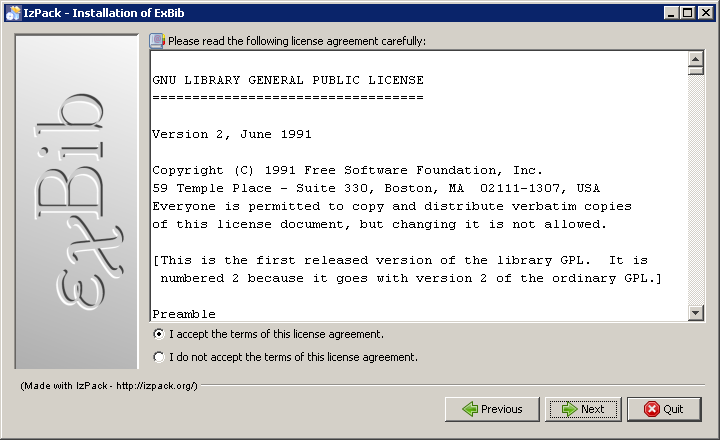 IzPack - Installation of ExBib
Please read the following license agreement carefully:
GNU LIBRARY GENERAL PUBLIC LICENSE
==================================
Version 2, June 1991
Copyright (C) 1991 Free Software Foundation, Inc.
59 Temple Place - Suite 330, Boston, MA  02111-1307, USA
Everyone is permitted to copy and distribute verbatim copies
of this license document, but changing it is not allowed.
[This is the first released version of the library GPL.  It is
numbered 2 because it goes with version 2 of the ordinary GPL.]
Preamble
εxBib
I accept the terms of this license agreement.
I do not accept the terms of this license agreement.
(Made with IzPack - http://izpack.org/)
Previous
Next
Quit